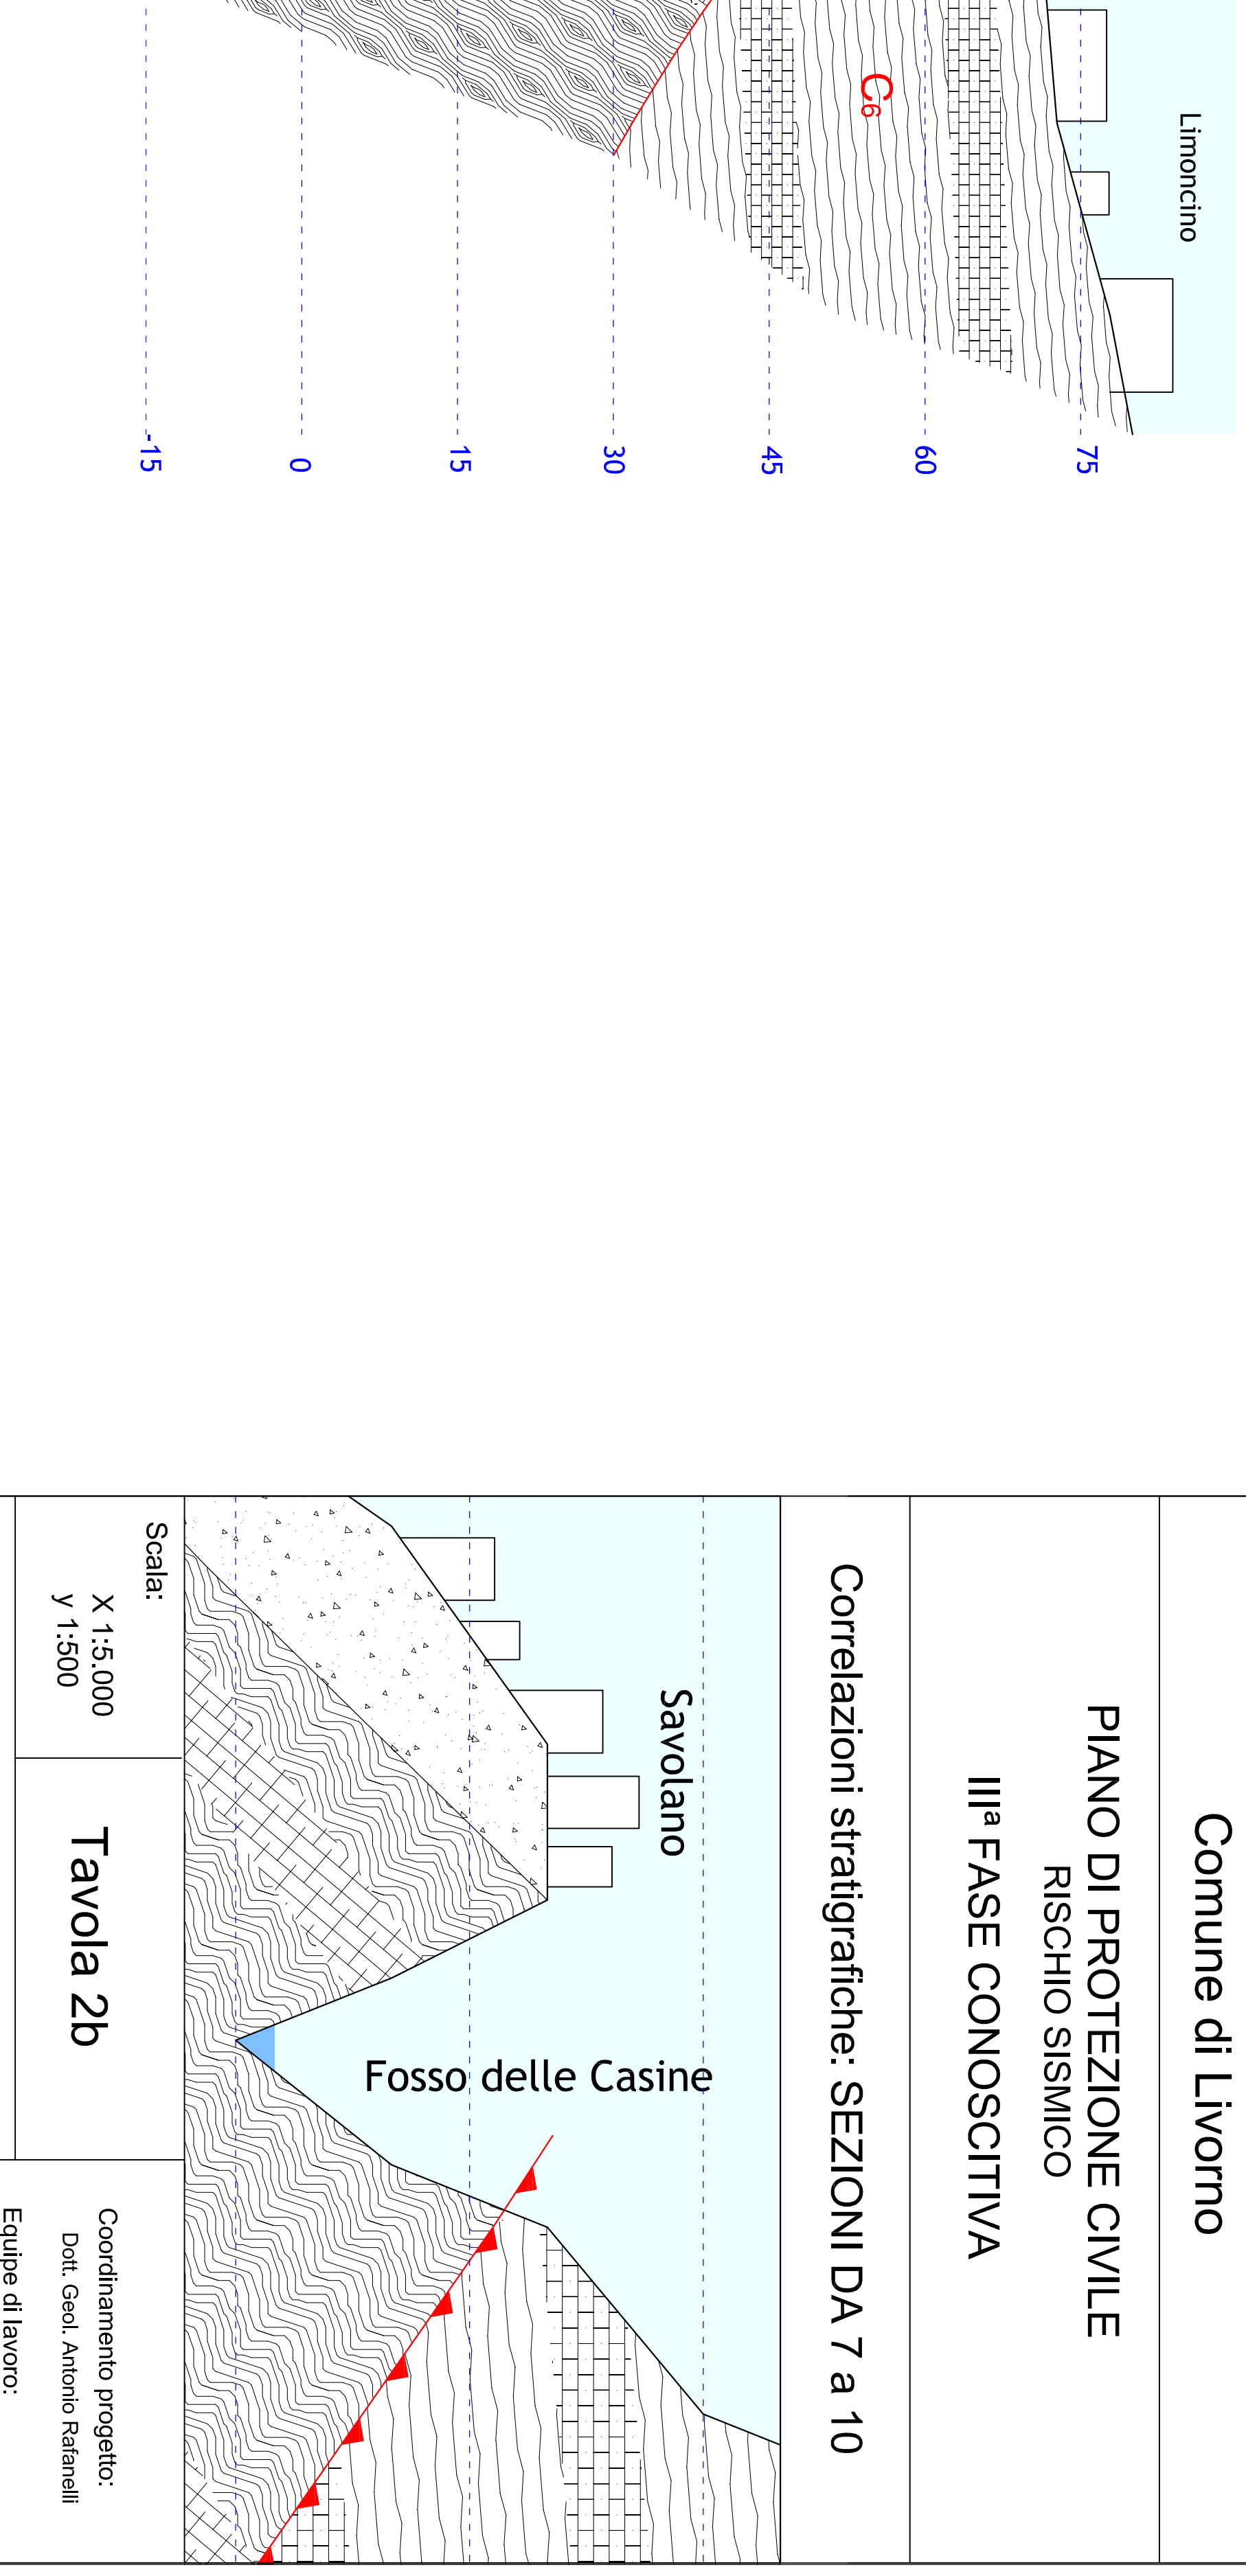 Limoncino
C6
75
60
45
30
15
0
-15
Comune di Livorno
PIANO DI PROTEZIONE CIVILE
RISCHIO SISMICO
IIIª FASE CONOSCITIVA
Correlazioni stratigrafiche: SEZIONI DA 7 a 10
Savolano
Fosso delle Casine
Scala:
X 1:5.000
y 1:500
Tavola 2b
Coordinamento progetto:
Dott. Geol. Antonio Rafanelli
Equipe di lavoro: